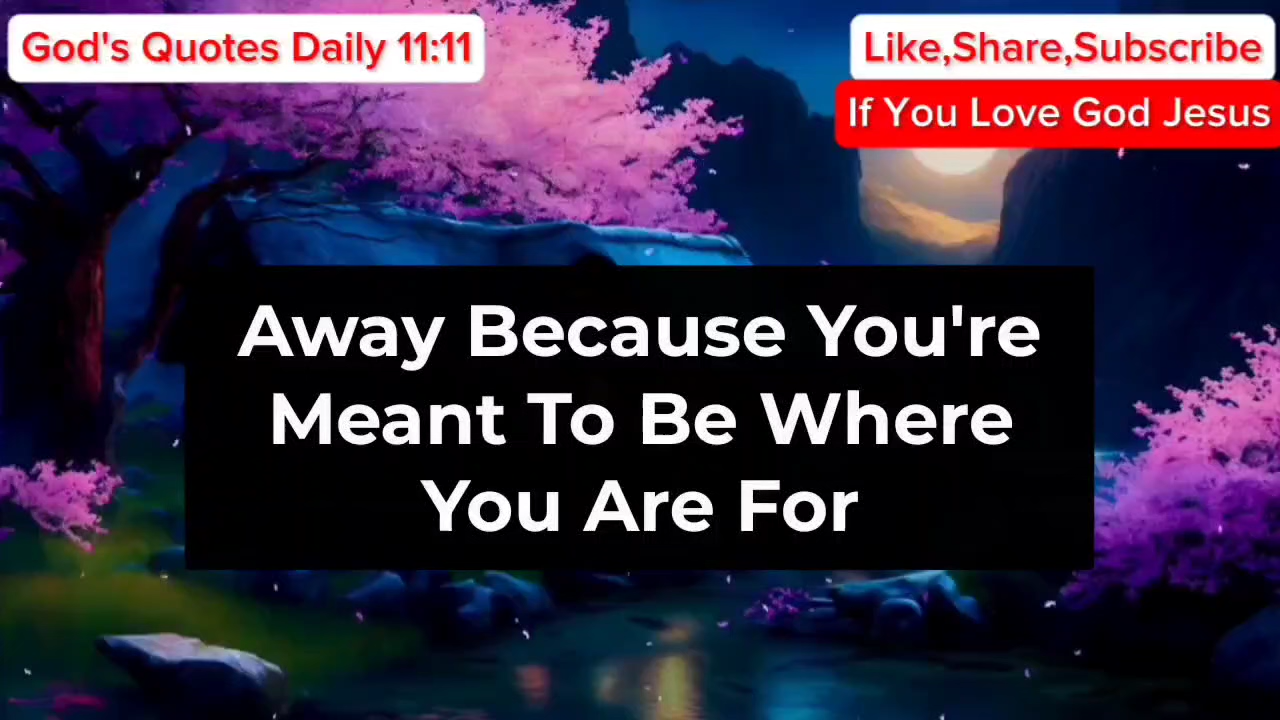 God's Quotes Daily 11:11
Like,Share,Subscribe
If You Love God Jesus
Away Because You're
Meant To Be Where
You Are For